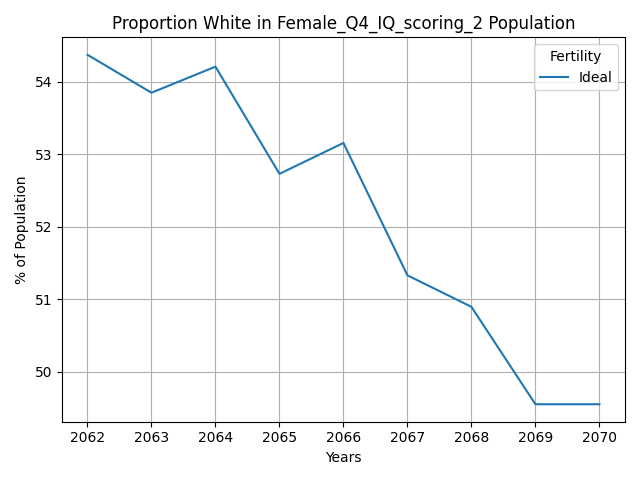 Proportion White in Female_Q4_IQ_scoring_2 Population
Fertility
Ideal
% of Population
54
53
52
51
50
2062 2063 2064 2065 2066 2067 2068 2069 2070
Years